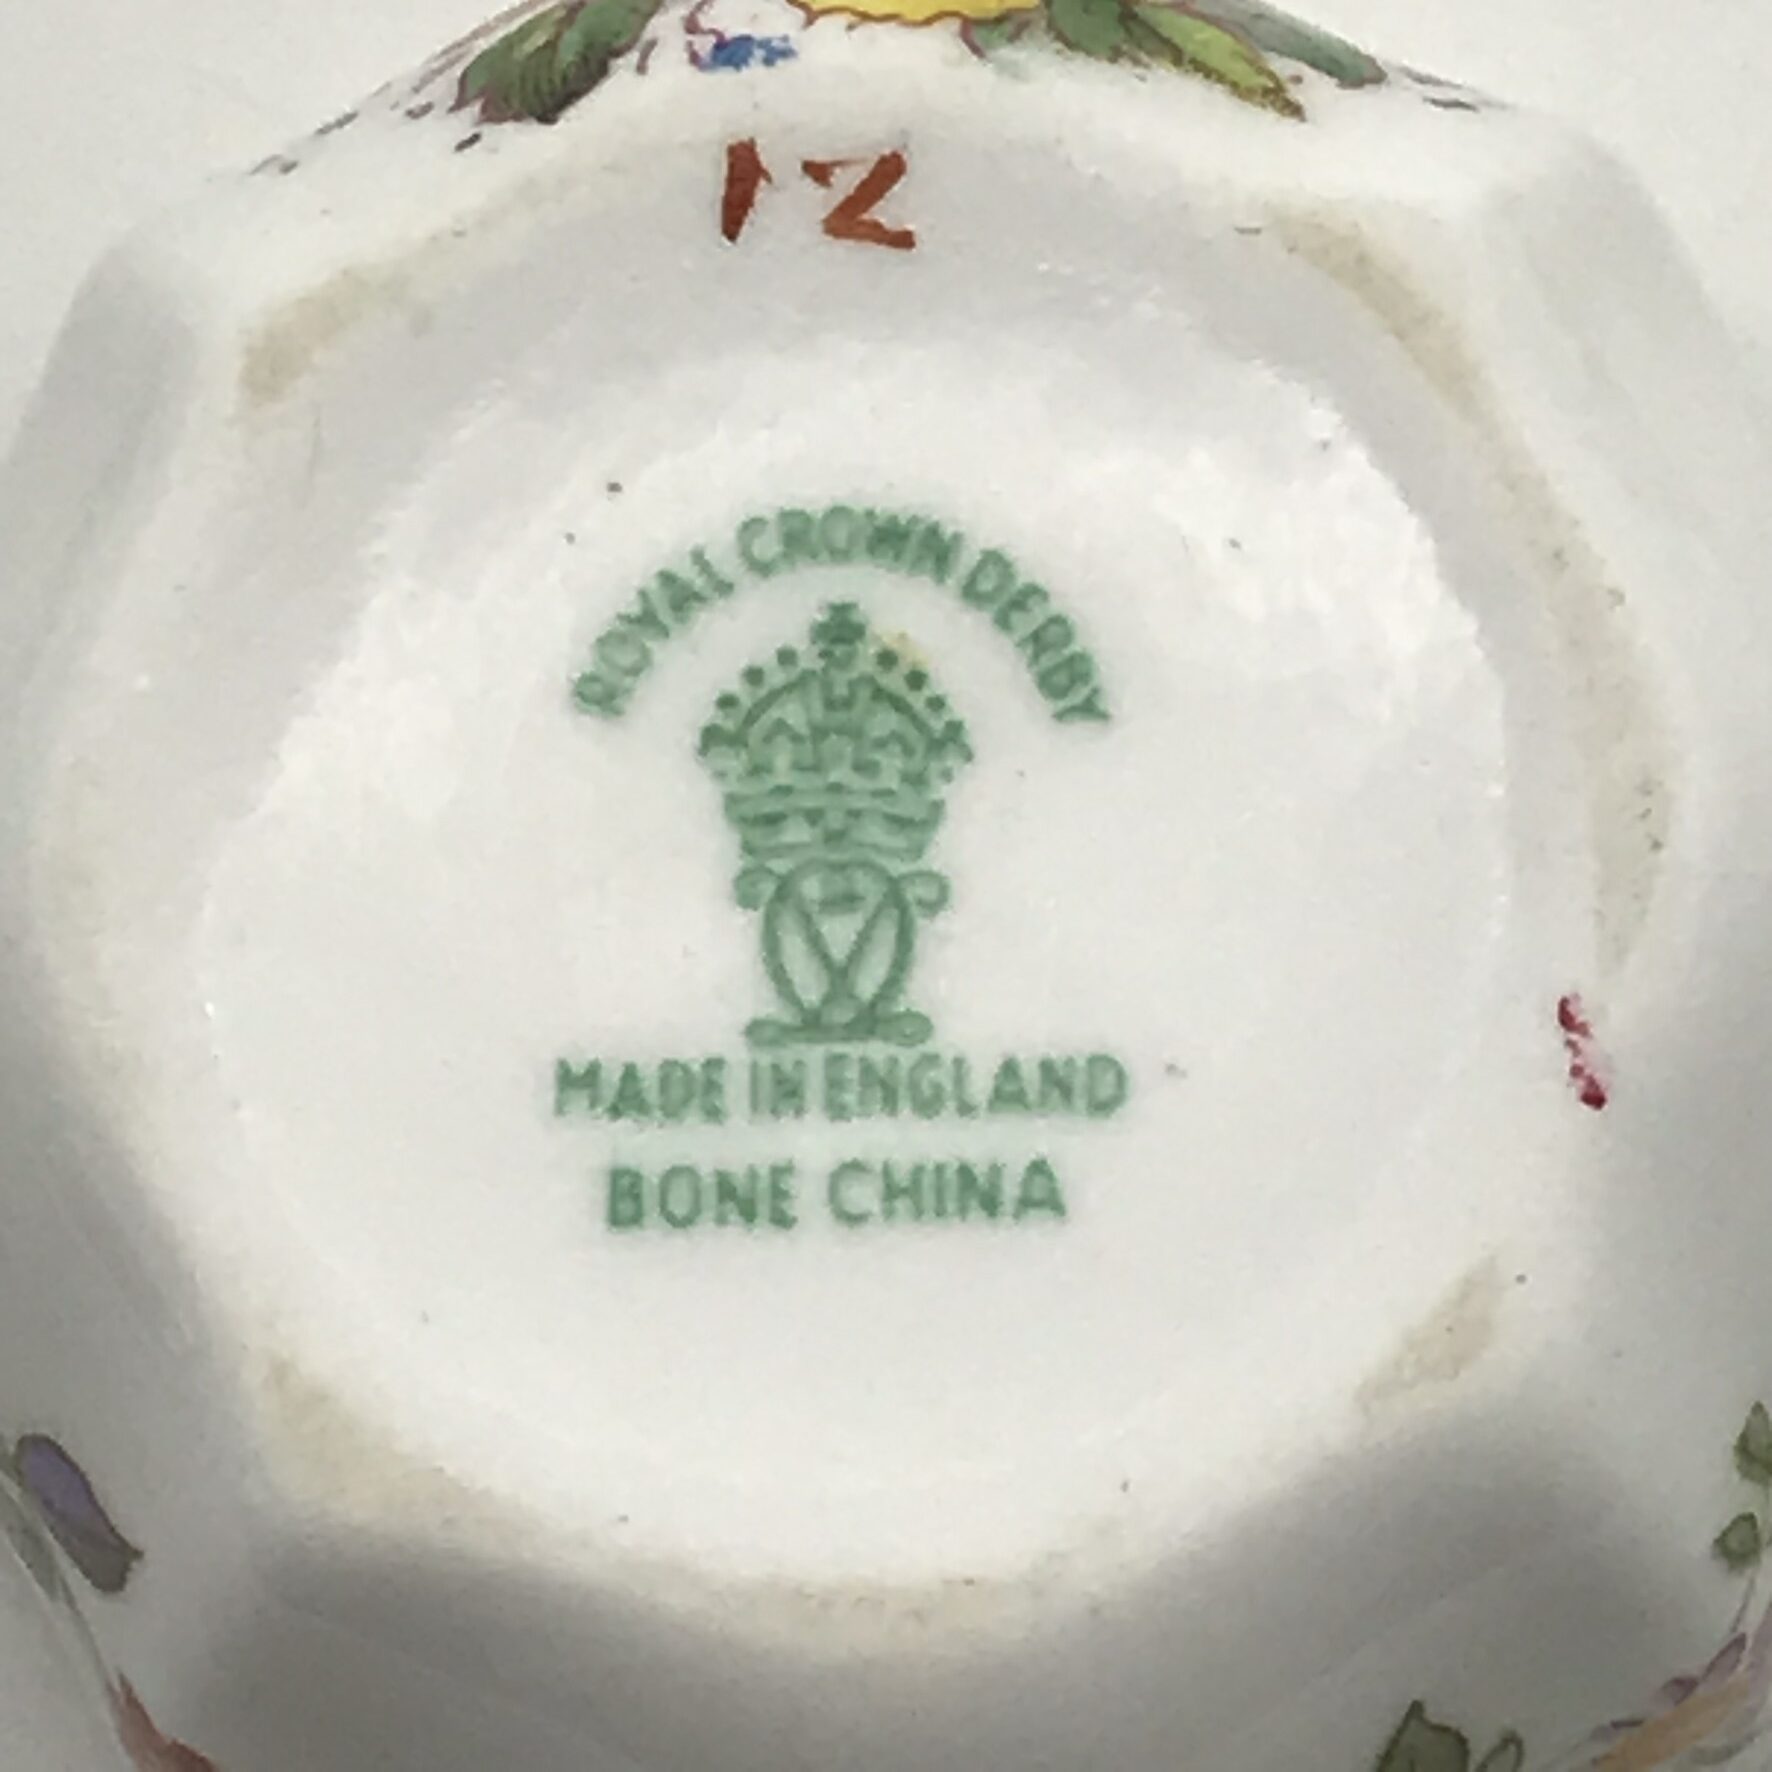 12
ROYAL CROWN DERBY
MADE IN ENGLAND
BONE CHINA